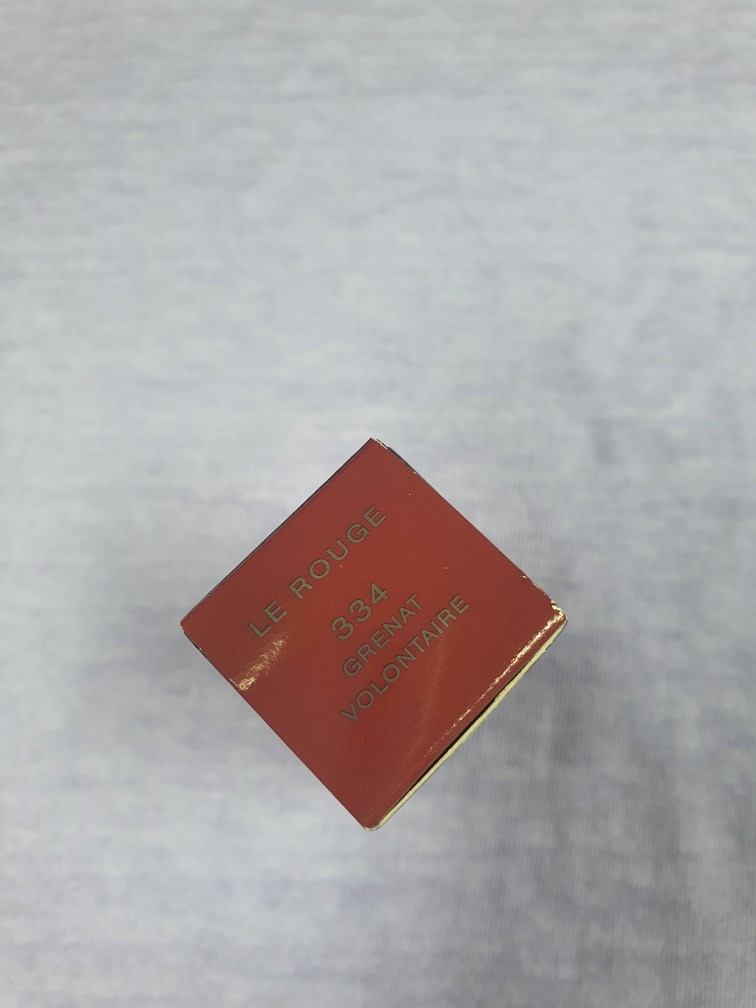 LE ROUGE
334
GRENAT
VOLONTAIRE